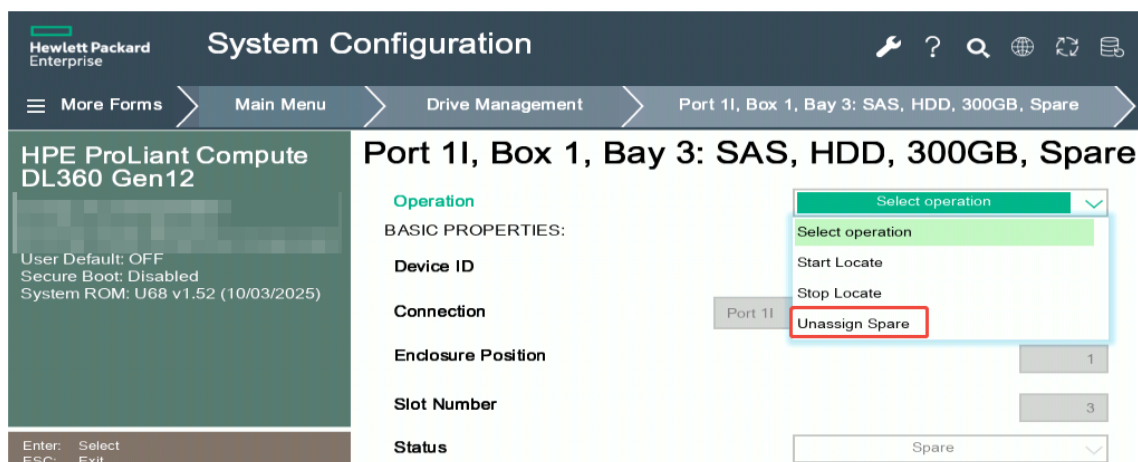 Hewlett Packard
Enterprise
System Configuration
?
More Forms
Main Menu
Drive Management
Port 1I, Box 1, Bay 3: SAS, HDD, 300GB, Spare
HPE ProLiant Compute
DL360 Gen12
User Default: OFF
Secure Boot: Disabled
System ROM: U68 v1.52 (10/03/2025)
Enter: Select
ESC: Exit
Port 1I, Box 1, Bay 3: SAS, HDD, 300GB, Spare
Operation
Select operation
BASIC PROPERTIES:
Select operation
Device ID
Start Locate
Stop Locate
Connection
Port 1I
Unassign Spare
Enclosure Position
1
Slot Number
3
Status
Spare